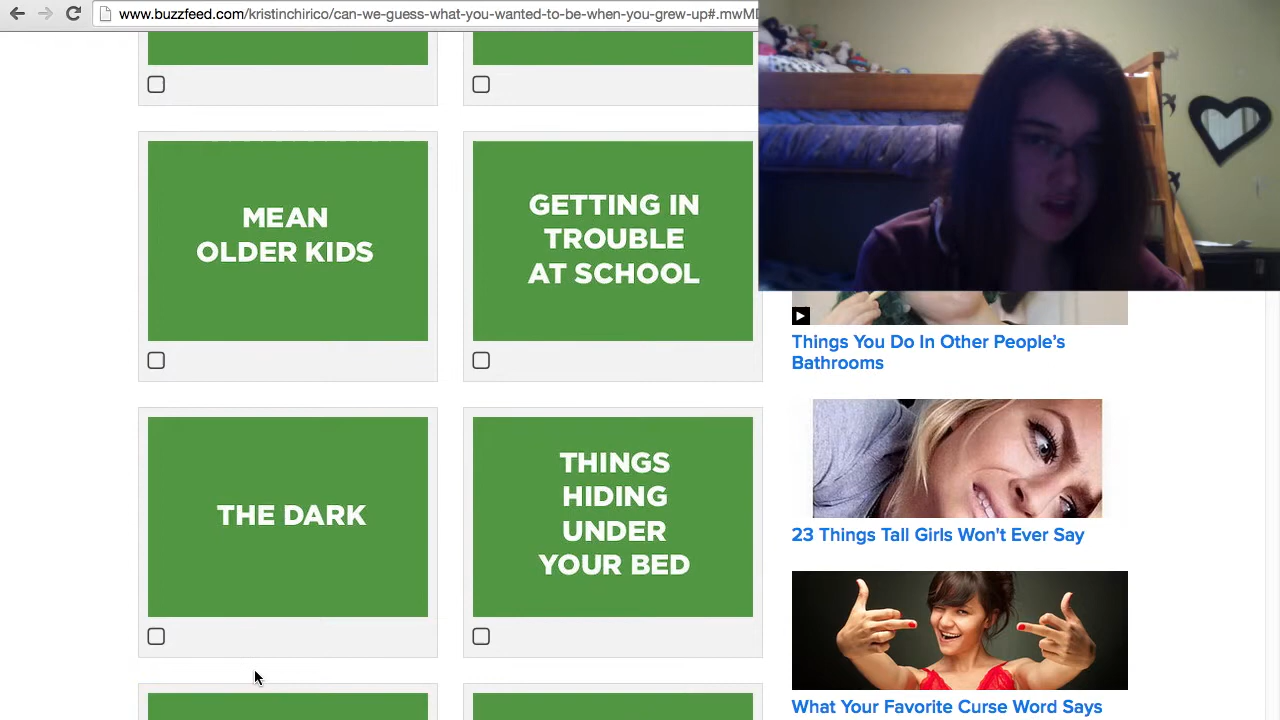 www.buzzfeed.com/kristinchirico/can-we-guess-what-you-wanted-to-be-when-you-grew-up#.mwM
MEAN
OLDER KIDS
GETTING IN
TROUBLE
AT SCHOOL
THE DARK
THINGS
HIDING
UNDER
YOUR BED
Things You Do In Other People’s
Bathrooms
23 Things Tall Girls Won't Ever Say
What Your Favorite Curse Word Says